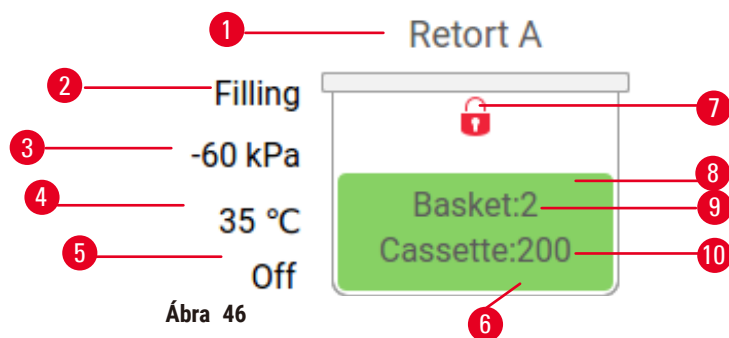 1 Retort A
2 Filling
7
3 -60 kPa
8
4 35 °C
Basket:2 9
5 Off
Cassette:200 10
6
Ábra 46